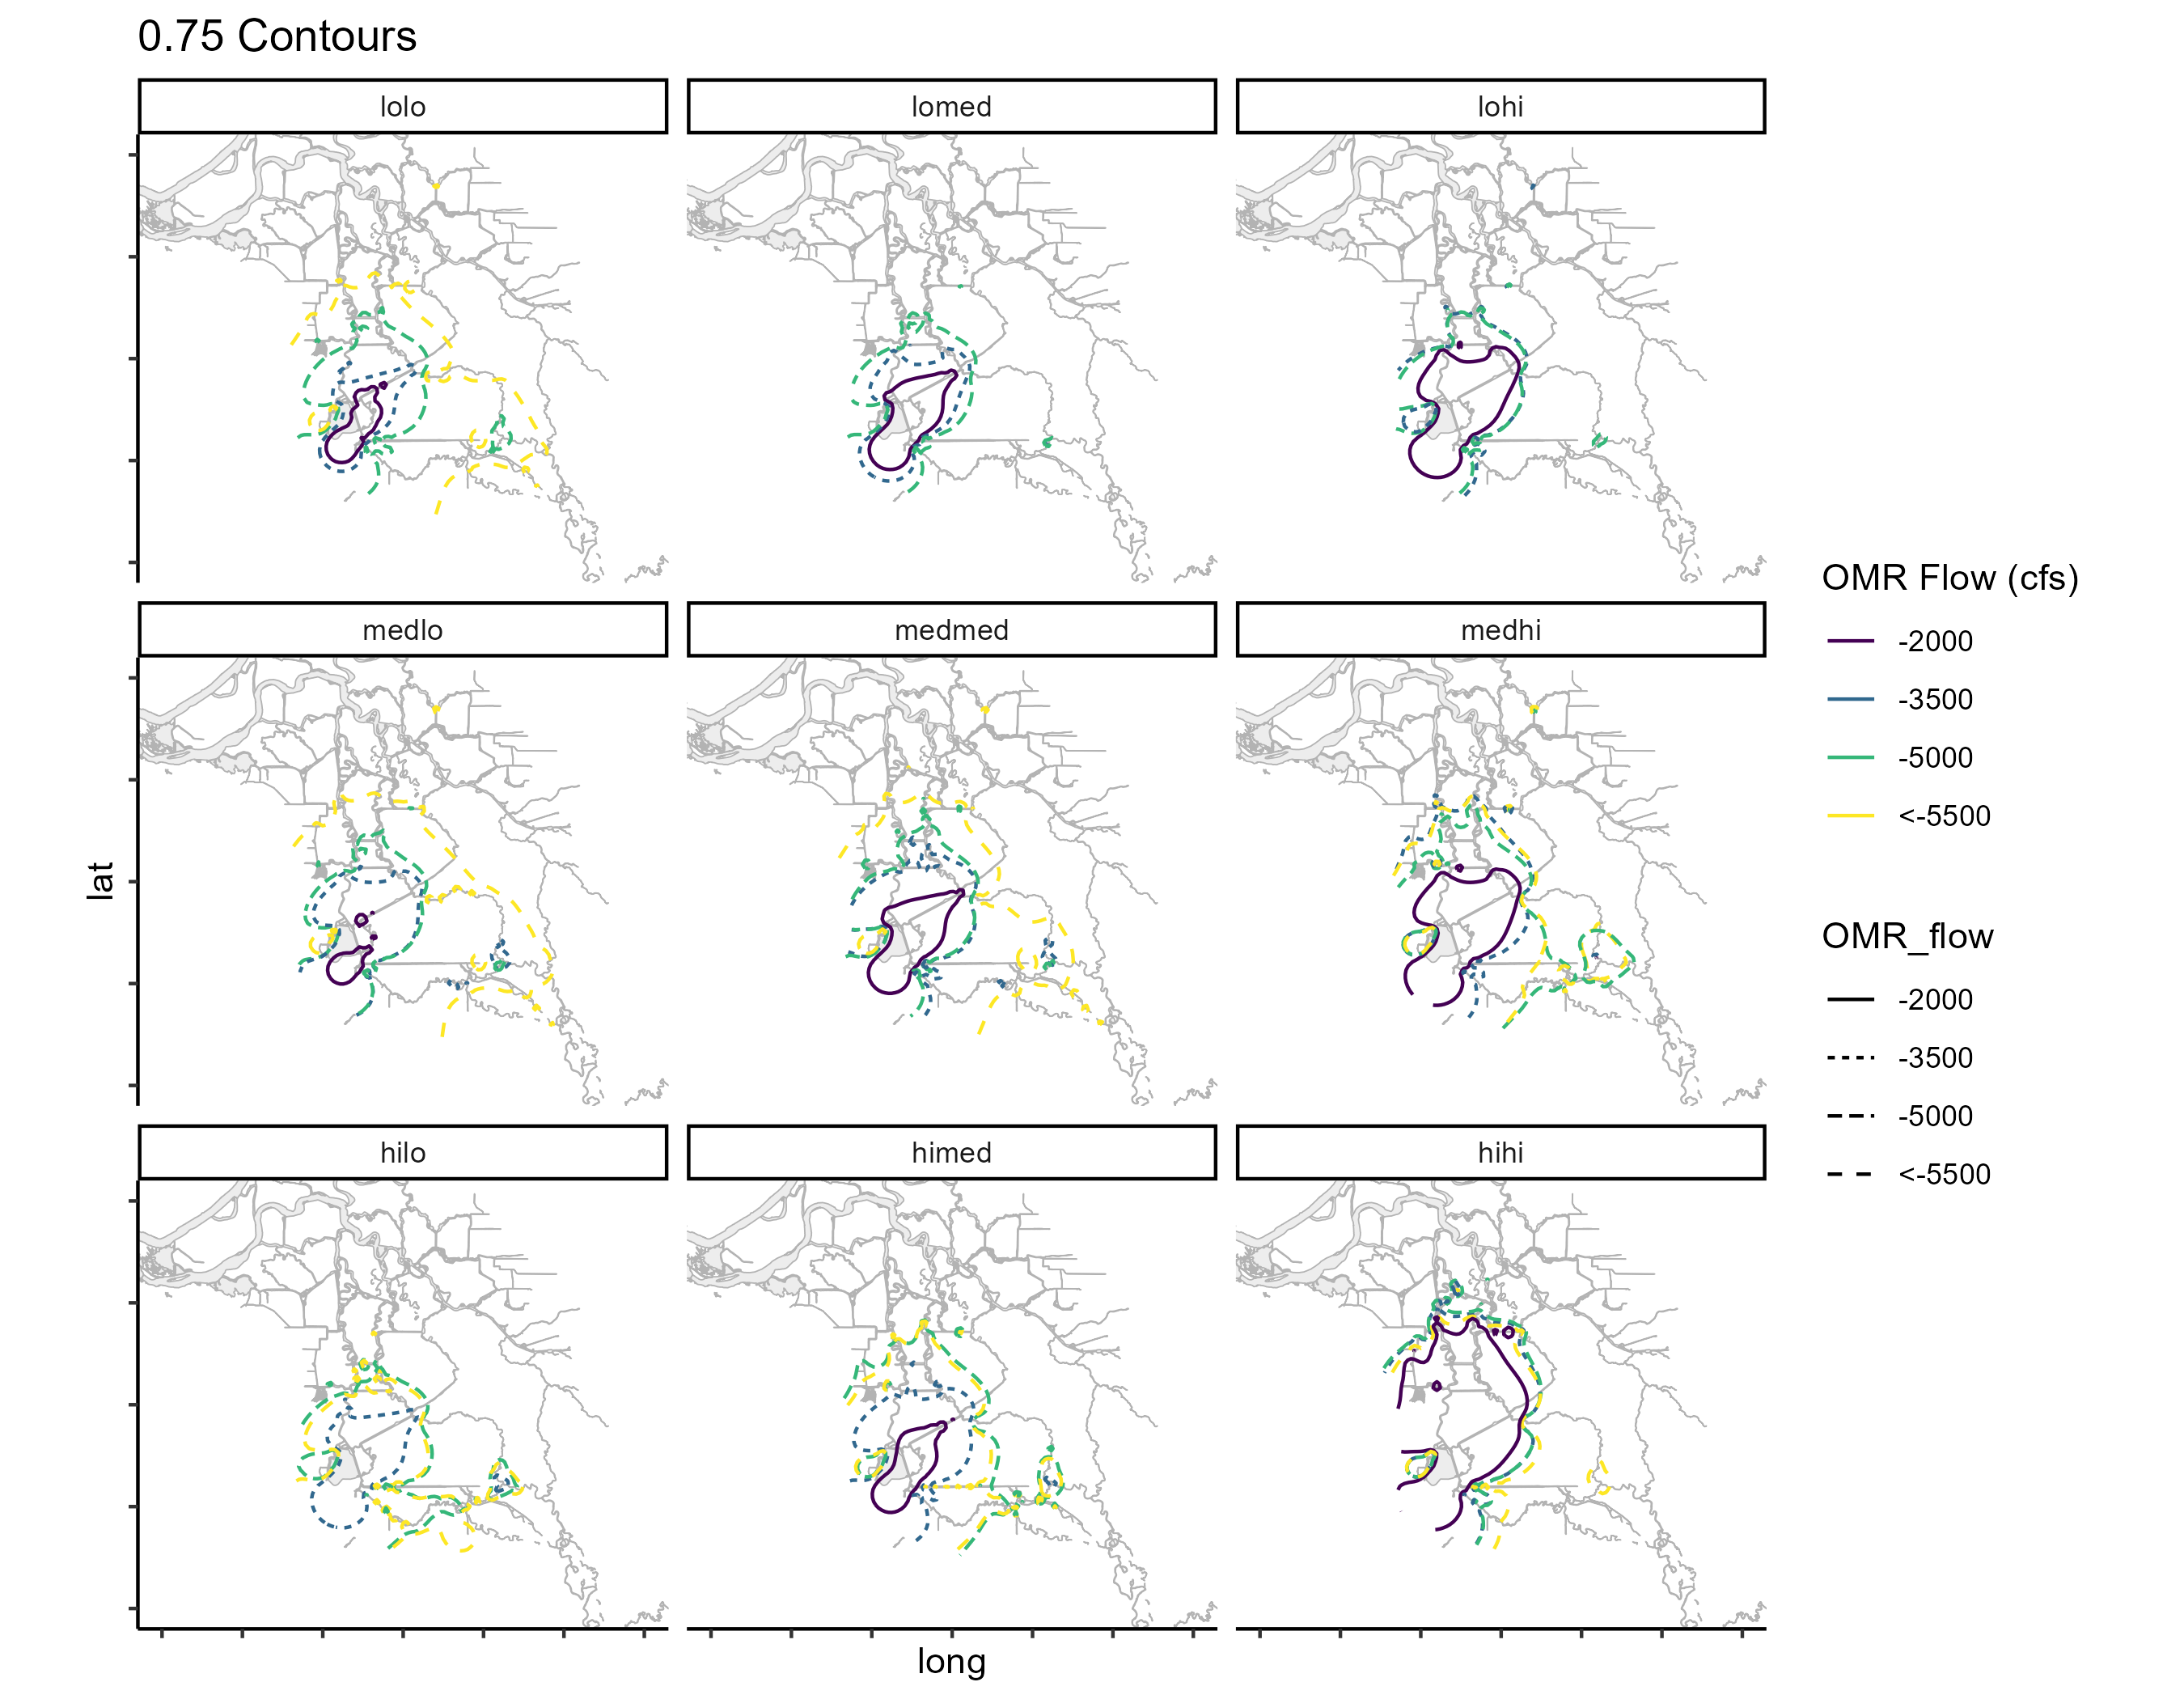 0.75 Contours
lolo
lomed
lohi
medlo
medmed
medhi
hilo
himed
hihi
lat
long
OMR Flow (cfs)
-2000
-3500
-5000
<-5500
OMR_flow
-2000
-3500
-5000
<-5500